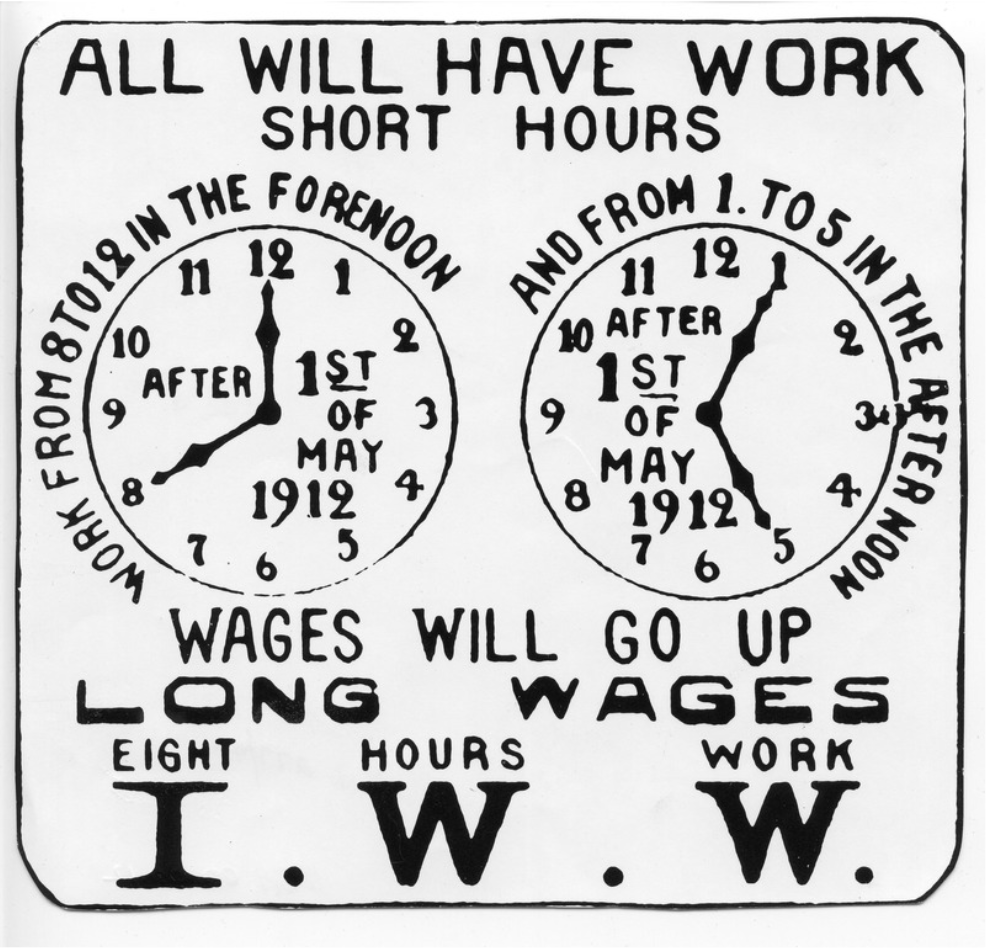 ALL WILL HAVE WORK
SHORT HOURS
WORK FROM 8 TO 12 IN THE FORENOON
12
1
2
3
4
5
6
7
8
9
10
11
AFTER 1ST
OF
MAY
1912
AND FROM 1. TO 5 IN THE AFTER NOON
12
1
2
3
4
5
6
7
8
9
10
11
AFTER
1ST
OF
MAY
1912
WAGES WILL GO UP
LONG WAGES
EIGHT HOURS WORK
I. W. W.